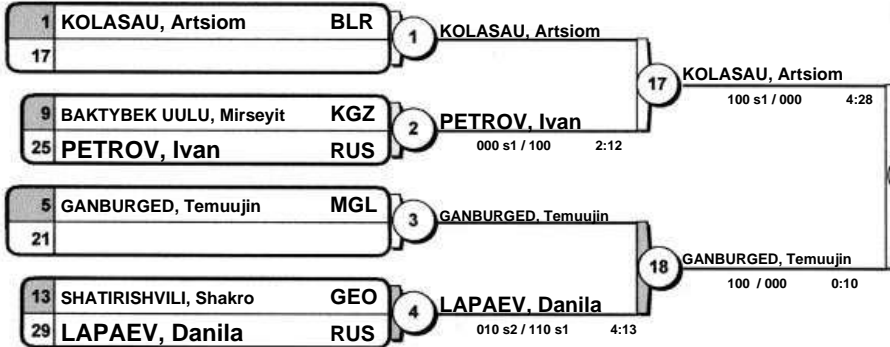 1 KOLASAU, Artsiom BLR
17
1
KOLASAU, Artsiom
9 BAKTYBEK UULU, Mirseyit KGZ
25 PETROV, Ivan RUS
2
PETROV, Ivan
000 s1 / 100 2:12
17
KOLASAU, Artsiom
100 s1 / 000 4:28
5 GANBURGED, Temuujin MGL
21
3
GANBURGED, Temuujin
13 SHATIRISHVILI, Shakro GEO
29 LAPAEV, Danila RUS
4
LAPAEV, Danila
010 s2 / 110 s1 4:13
18
GANBURGED, Temuujin
100 / 000 0:10